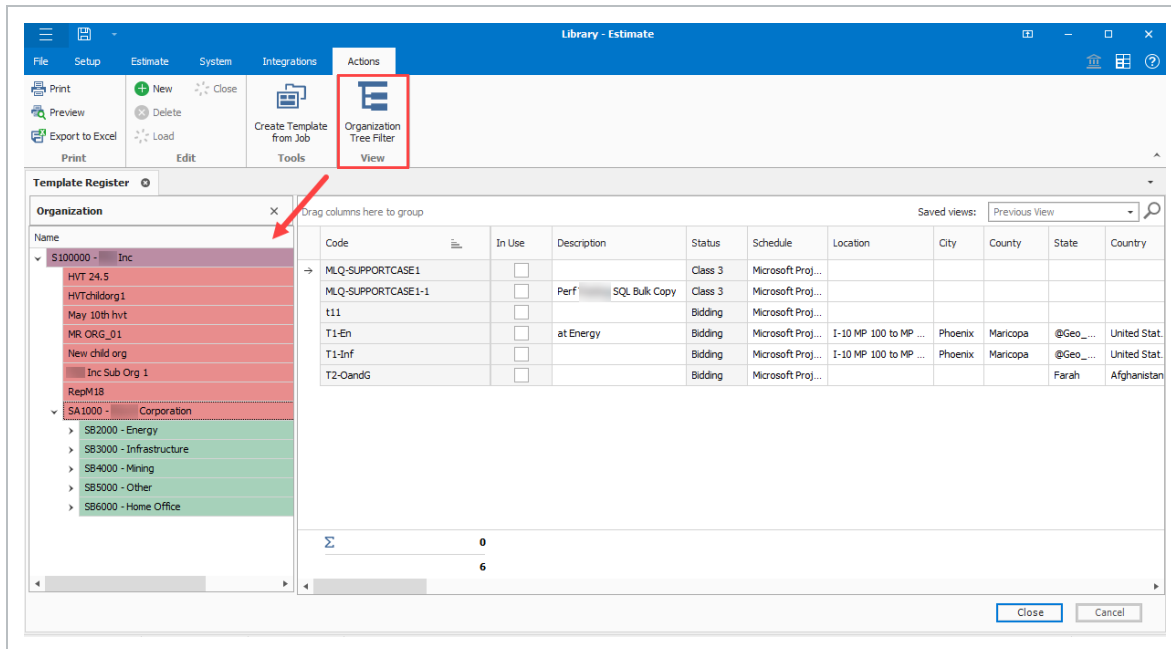 Library - Estimate
File Setup Estimate System Integrations Actions
Print New Close
Preview Delete
Export to Excel Load
Create Template from Job
Organization Tree Filter
Print Edit Tools View
Template Register
Organization
Drag columns here to group Saved views: Previous View
Name
Code In Use Description Status Schedule Location City County State Country
S100000 - Inc
HVT 24.5
HVTchildorg1
May 10th hvt
MR ORG_01
New child org
Inc Sub Org 1
RepM18
SA1000 - Corporation
SB2000 - Energy
SB3000 - Infrastructure
SB4000 - Mining
SB5000 - Other
SB6000 - Home Office
MLQ-SUPPORTCASE1 Class 3 Microsoft Proj...
MLQ-SUPPORTCASE1-1 Perf SQL Bulk Copy Class 3 Microsoft Proj...
t11 Bidding Microsoft Proj...
T1-En at Energy Bidding Microsoft Proj... I-10 MP 100 to MP ... Phoenix Maricopa @Geo_... United Stat.
T1-Inf Bidding Microsoft Proj... I-10 MP 100 to MP ... Phoenix Maricopa @Geo_... United Stat.
T2-OandG Bidding Microsoft Proj... Farah Afghanistan
Σ 0
6
Close Cancel